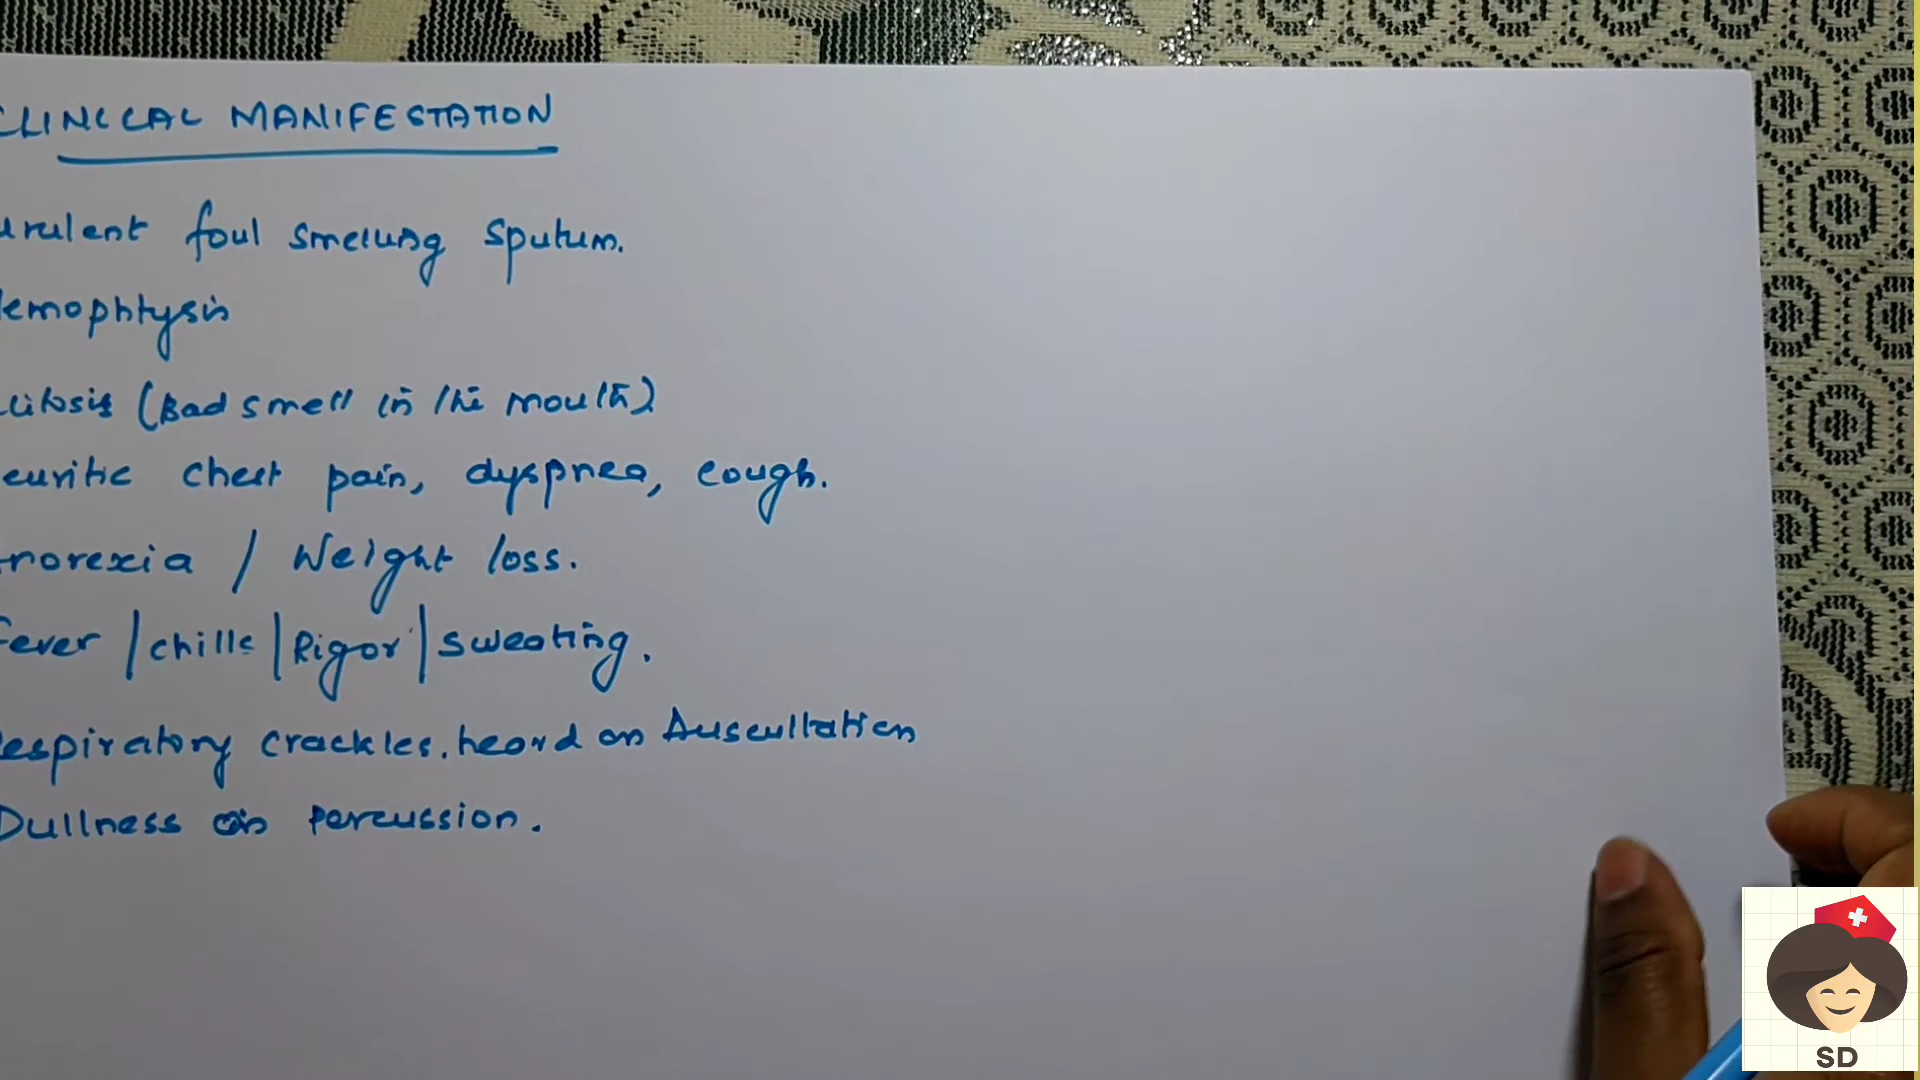 CLINICAL MANIFESTATION
urulent foul smelling sputum.
emophtysis
litosis (Bad smell in the mouth)
euritic chest pain, dyspnea, cough.
norexia / Weight loss.
Fever | chills | Rigor | sweating.
espiratory crackles. heard on Auscultation
Dullness on percussion.
SD